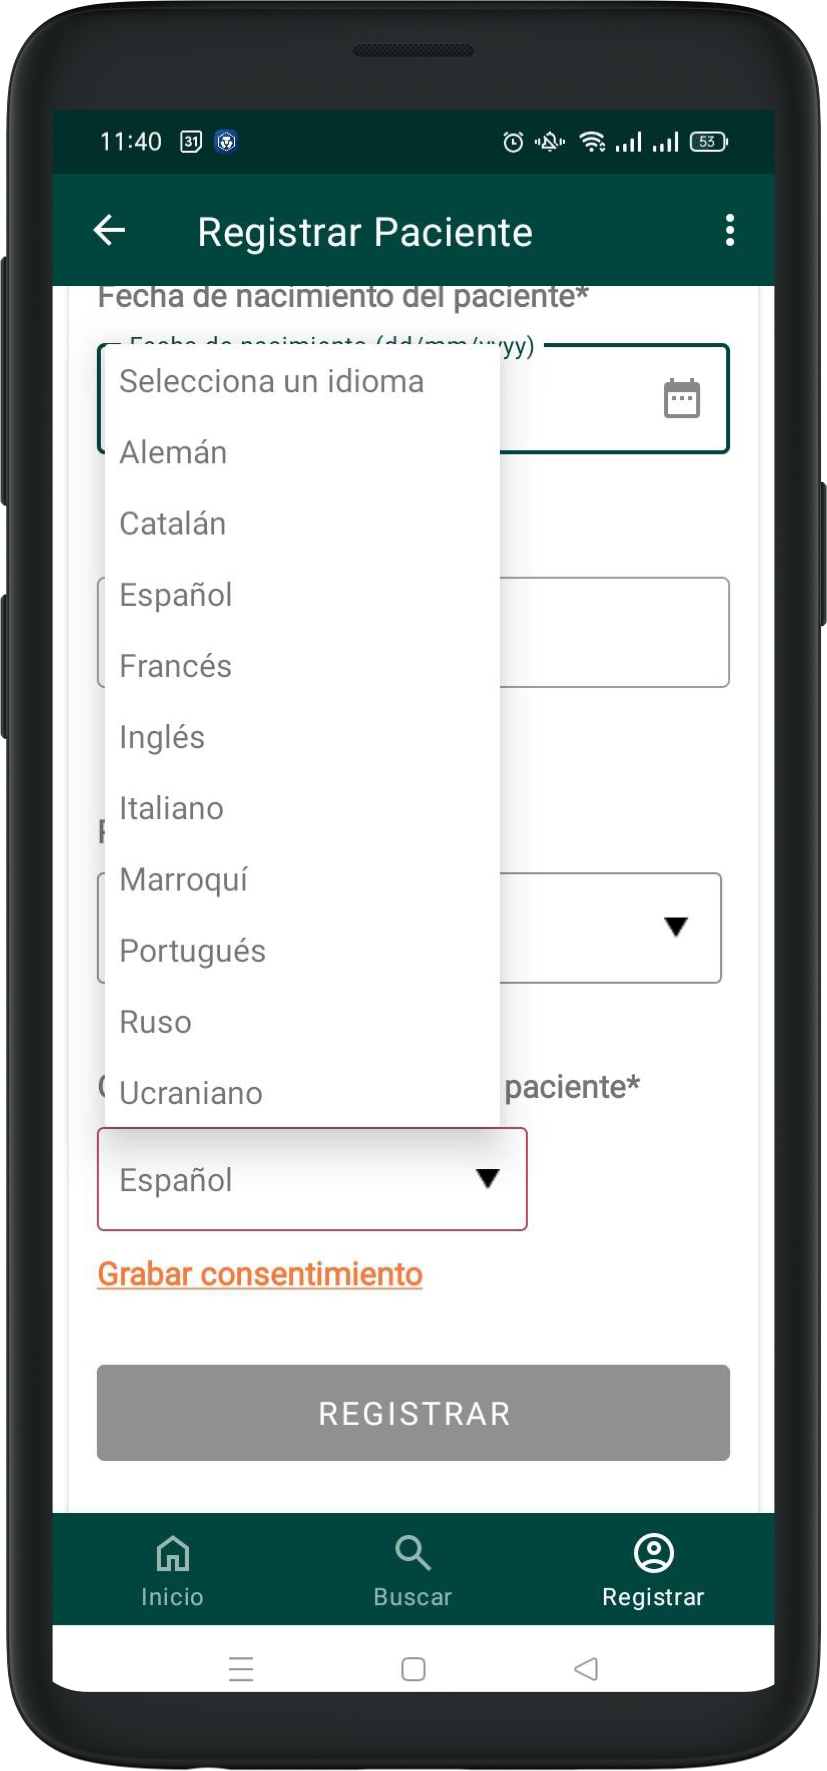 11:40 31 53
Registrar Paciente
Fecha de nacimiento del paciente*
Fecha de nacimiento (dd/mm/yyyy)
Selecciona un idioma
Alemán
Catalán
Español
Francés
Inglés
Italiano
Marroquí
Portugués
Ruso
Ucraniano
paciente*
Español
Grabar consentimiento
REGISTRAR
Inicio Buscar Registrar